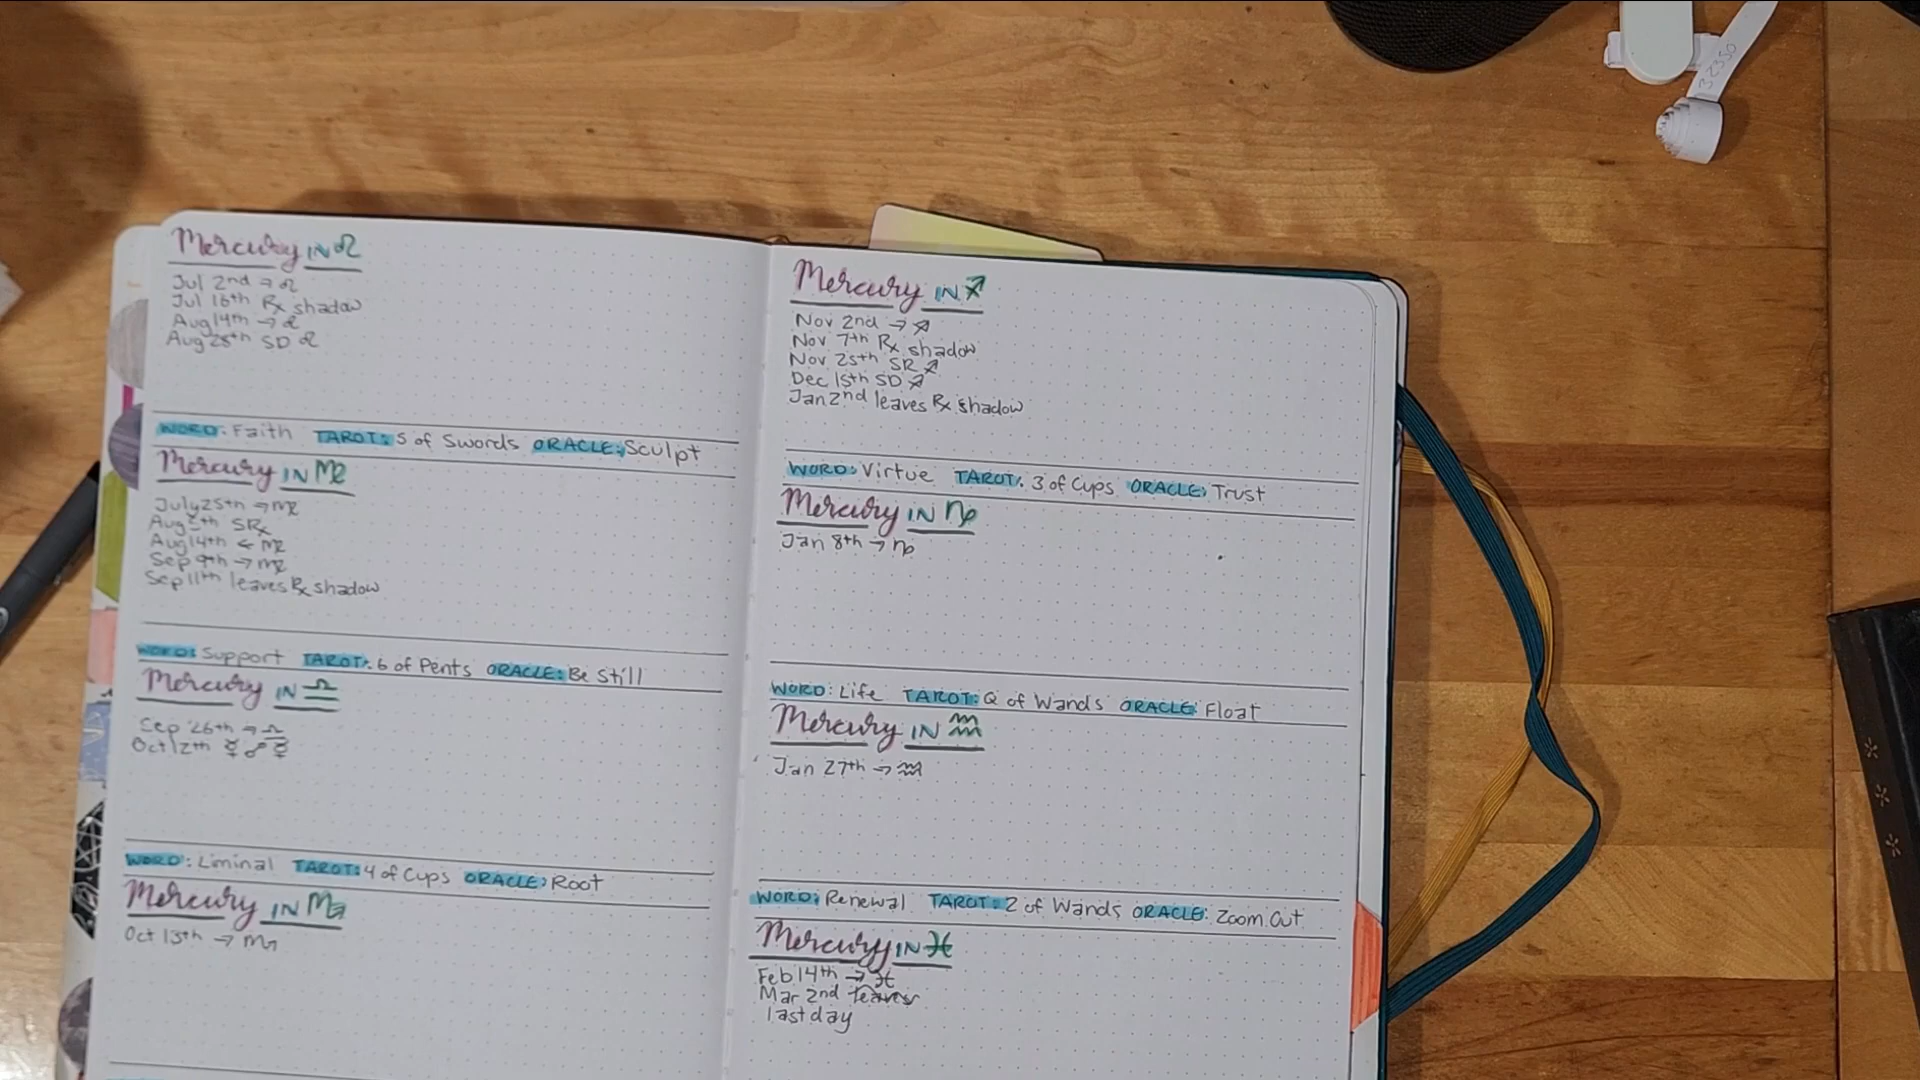 Mercury IN ♌
Jul 2nd → ♌
Jul 16th Rx shadow
Aug 14th → ♌
Aug 28th SD ♌
WORD: Faith TAROT: 5 of Swords ORACLE: Sculpt
Mercury IN ♍
July 25th → ♍
SRx
Aug 14th ← ♍
Sep 9th → ♍
Sep 11th leaves Rx shadow
WORD: Support TAROT: 6 of Pents ORACLE: Be Still
Mercury IN ♎
Sep 26th → ♎
Oct 12th ☿ ☍ ☿
WORD: Liminal TAROT: 4 of Cups ORACLE: Root
Mercury IN ♏
Oct 13th → ♏
Mercury IN ♐
Nov 2nd → ♐
Nov 7th Rx shadow
Nov 25th SR ♐
Dec 15th SD ♐
Jan 2nd leaves Rx shadow
WORD: Virtue TAROT: 3 of Cups ORACLE: Trust
Mercury IN ♑
Jan 8th → ♑
WORD: Life TAROT: Q of Wands ORACLE: Float
Mercury IN ♒
Jan 27th → ♒
WORD: Renewal TAROT: 2 of Wands ORACLE: Zoom Out
Mercury IN ♓
Feb 14th → ♓
Mar 2nd leaves
last day